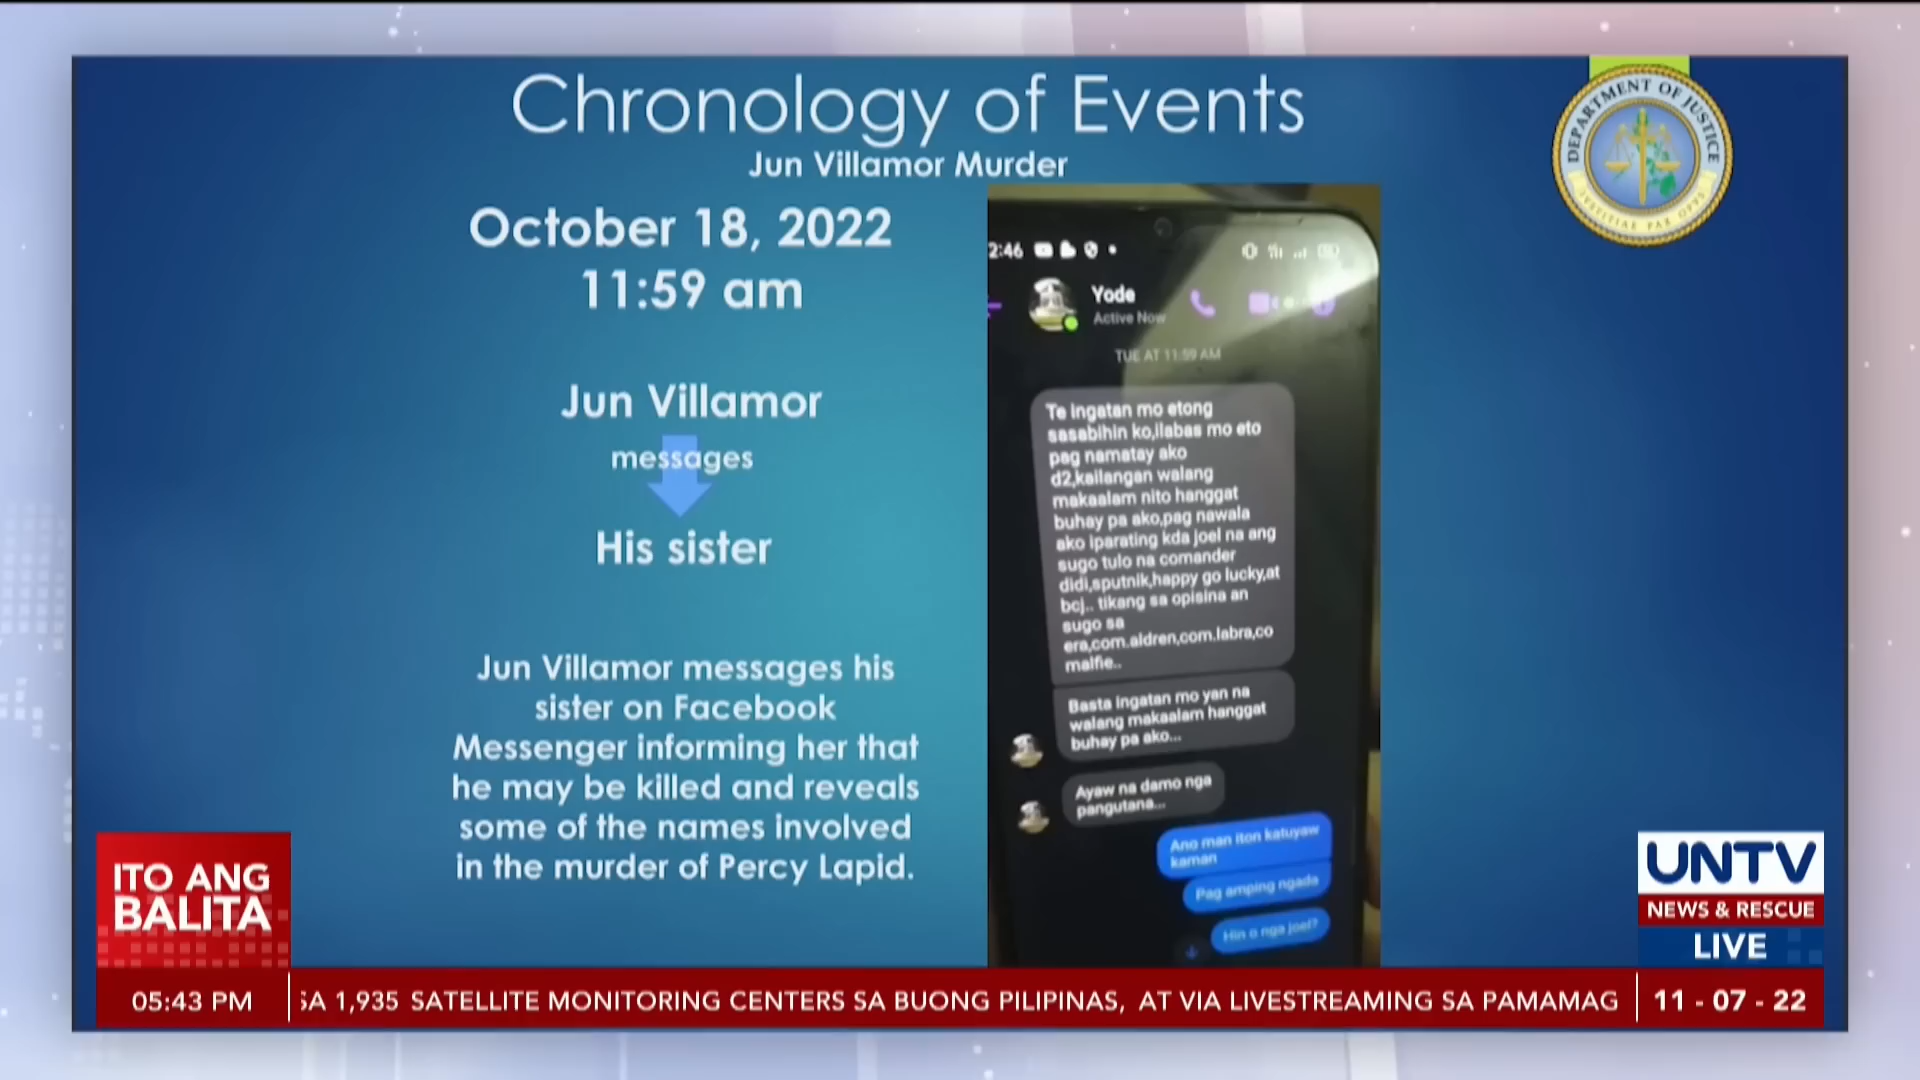 Chronology of Events
Jun Villamor Murder
DEPARTMENT OF JUSTICE
October 18, 2022
11:59 am
Jun Villamor
messages
His sister
Jun Villamor messages his
sister on Facebook
Messenger informing her that
he may be killed and reveals
some of the names involved
in the murder of Percy Lapid.
2:46
Yode
Active Now
TUE AT 11:59 AM
Te ingatan mo etong
sasabihin ko,ilabas mo eto
pag namatay ako
d2,kailangan walang
makaalam nito hanggat
buhay pa ako,pag nawala
ako iparating kda joel na ang
sugo tulo na comander
didi,sputnik,happy go lucky,at
bcj.. tikang sa opisina an
sugo sa
era,com.aldren,com.labra,co
malfie..
Basta ingatan mo yan na
walang makaalam hanggat
buhay pa ako...
Ayaw na damo nga
pangutana...
Ano man iton katuyaw
kaman
Pag amping ngada
Hin o nga joel?
ITO ANG
BALITA
UNTV
NEWS & RESCUE
LIVE
05:43 PM
SA 1,935 SATELLITE MONITORING CENTERS SA BUONG PILIPINAS, AT VIA LIVESTREAMING SA PAMAMAG
11 - 07 - 22